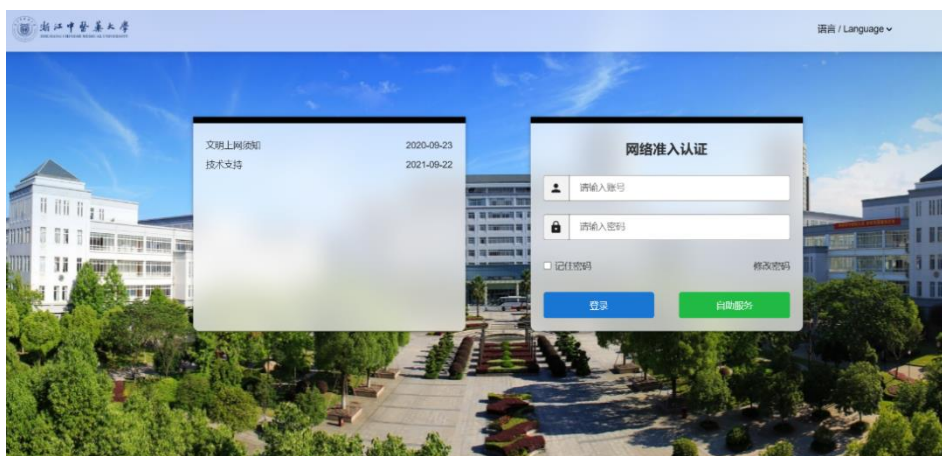 浙江中医药大学
语言 / Language
文明上网须知 2020-09-23
技术支持 2021-09-22
网络准入认证
请输入账号
请输入密码
记住密码 修改密码
登录 自助服务